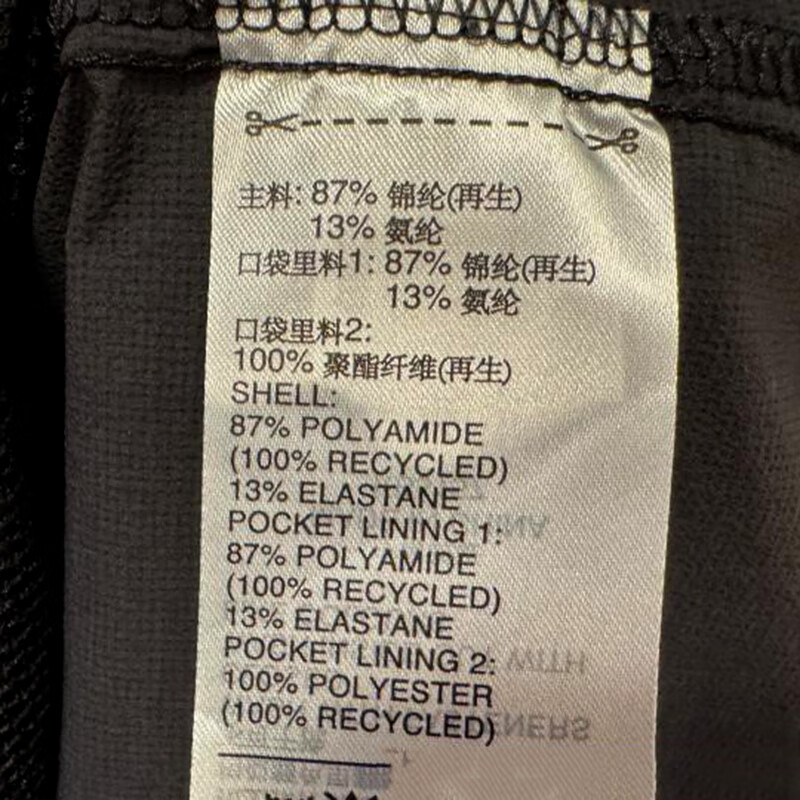 主料: 87% 锦纶(再生)
13% 氨纶
口袋里料1: 87% 锦纶(再生)
13% 氨纶
口袋里料2:
100% 聚酯纤维(再生)
SHELL:
87% POLYAMIDE
(100% RECYCLED)
13% ELASTANE
POCKET LINING 1:
87% POLYAMIDE
(100% RECYCLED)
13% ELASTANE
POCKET LINING 2:
100% POLYESTER
(100% RECYCLED)